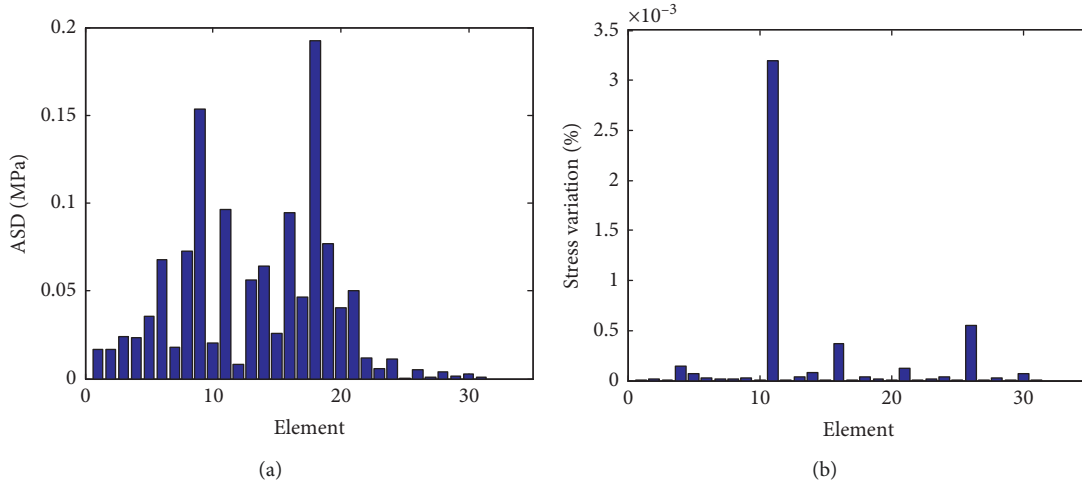 0.2
0.15
0.1
0.05
0
ASD (MPa)
0 10 20 30
Element
(a)
×10⁻³
3.5
3
2.5
2
1.5
1
0.5
0
Stress variation (%)
0 10 20 30
Element
(b)